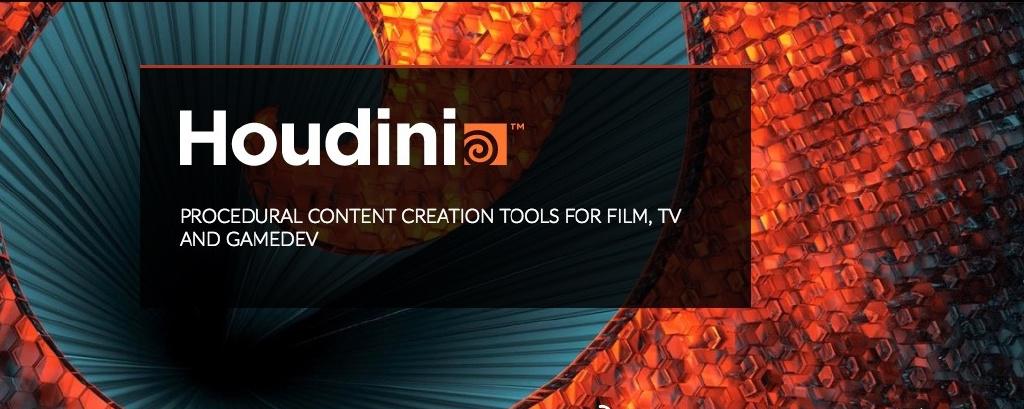 Houdini™
PROCEDURAL CONTENT CREATION TOOLS FOR FILM, TV
AND GAMEDEV